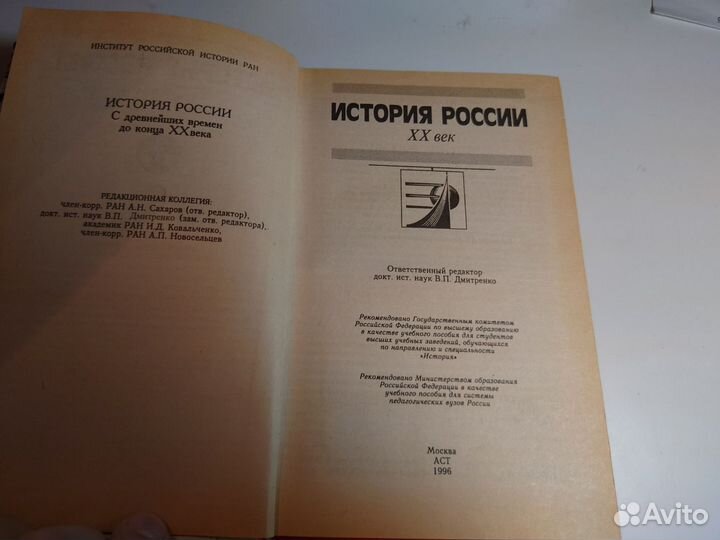 ИНСТИТУТ РОССИЙСКОЙ ИСТОРИИ РАН
ИСТОРИЯ РОССИИ
С древнейших времен
до конца XX века
РЕДАКЦИОННАЯ КОЛЛЕГИЯ:
член-корр. РАН А.Н. Сахаров (отв. редактор),
докт. ист. наук В.П. Дмитренко (зам. отв. редактора),
академик РАН И.Д. Ковальченко,
член-корр. РАН А.П. Новосельцев
ИСТОРИЯ РОССИИ
XX век
Ответственный редактор
докт. ист. наук В.П. Дмитренко
Рекомендовано Государственным комитетом
Российской Федерации по высшему образованию
в качестве учебного пособия для студентов
высших учебных заведений, обучающихся
по направлению и специальности
«История»
Рекомендовано Министерством образования
Российской Федерации в качестве
учебного пособия для системы
педагогических вузов России
Москва
АСТ
1996
Avito